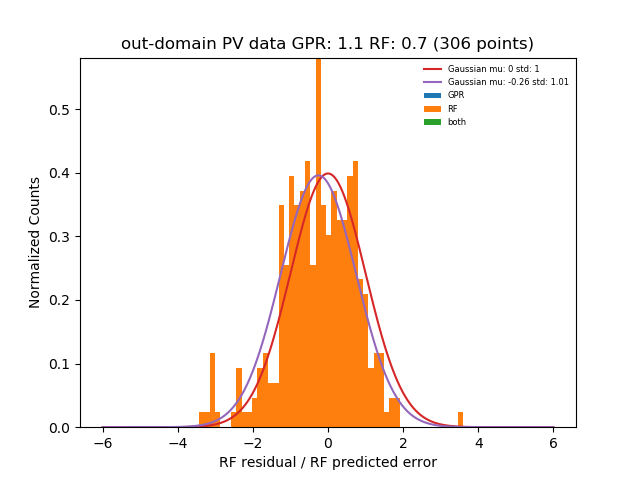 out-domain PV data GPR: 1.1 RF: 0.7 (306 points)
Gaussian mu: 0 std: 1
Gaussian mu: -0.26 std: 1.01
GPR
RF
both
Normalized Counts
0.5
0.4
0.3
0.2
0.1
0.0
−6 −4 −2 0 2 4 6
RF residual / RF predicted error